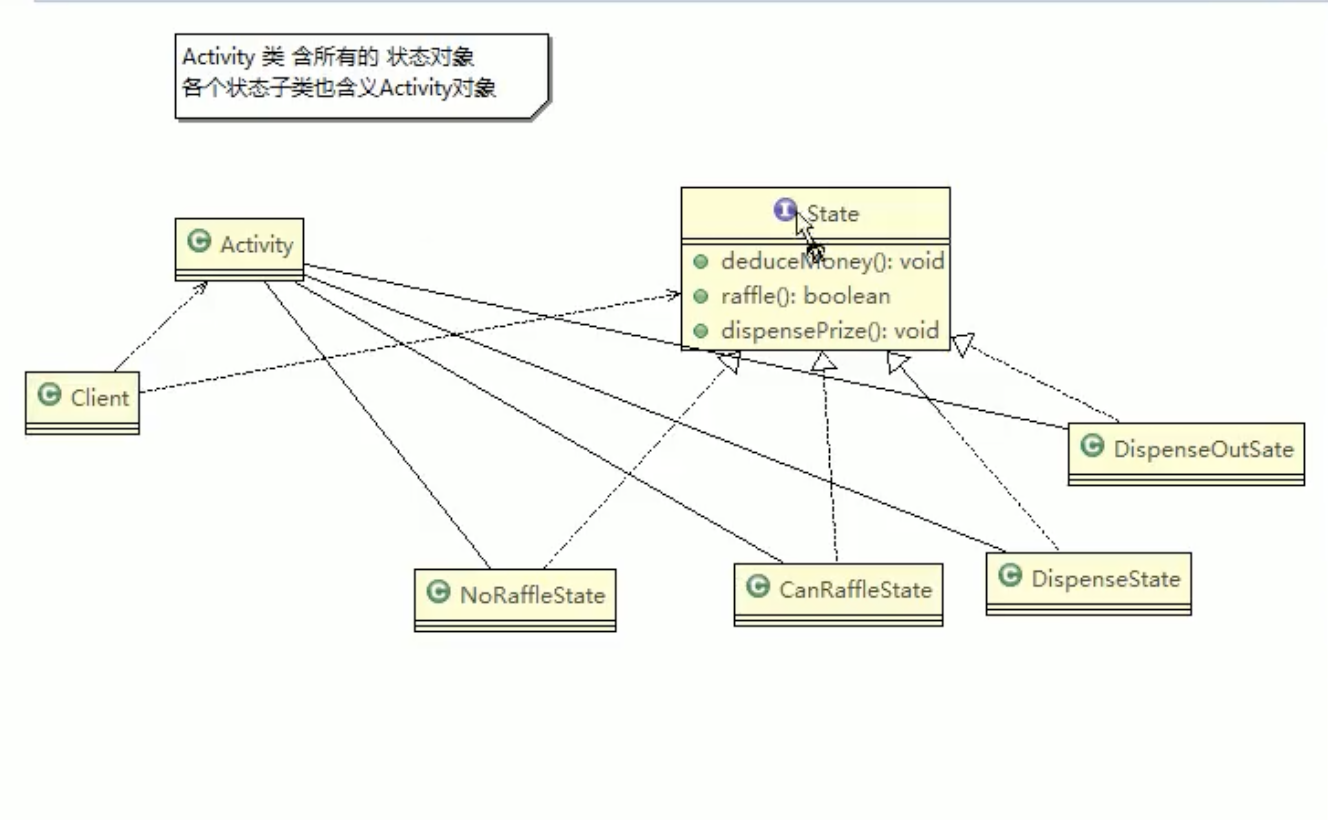 Activity 类 含所有的 状态对象
各个状态子类也含义Activity对象
State
Activity
deduceMoney(): void
raffle(): boolean
dispensePrize(): void
Client
DispenseOutSate
NoRaffleState
CanRaffleState
DispenseState